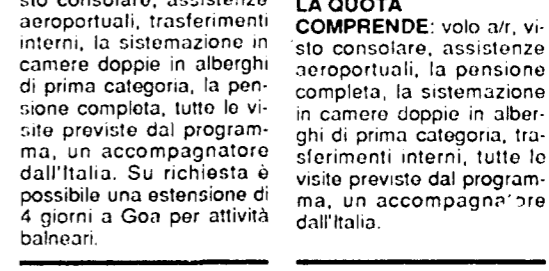 sto consolare, assistenze
aeroportuali, trasferimenti
interni, la sistemazione in
camere doppie in alberghi
di prima categoria, la pen-
sione completa, tutte le vi-
site previste dal program-
ma, un accompagnatore
dall'Italia. Su richiesta è
possibile una estensione di
4 giorni a Goa per attività
balneari.
LA QUOTA
COMPRENDE: volo a/r, vi-
sto consolare, assistenze
aeroportuali, la pensione
completa, la sistemazione
in camere doppie in alber-
ghi di prima categoria, tra-
sferimenti interni, tutte le
visite previste dal program-
ma, un accompagnatore
dall'Italia.